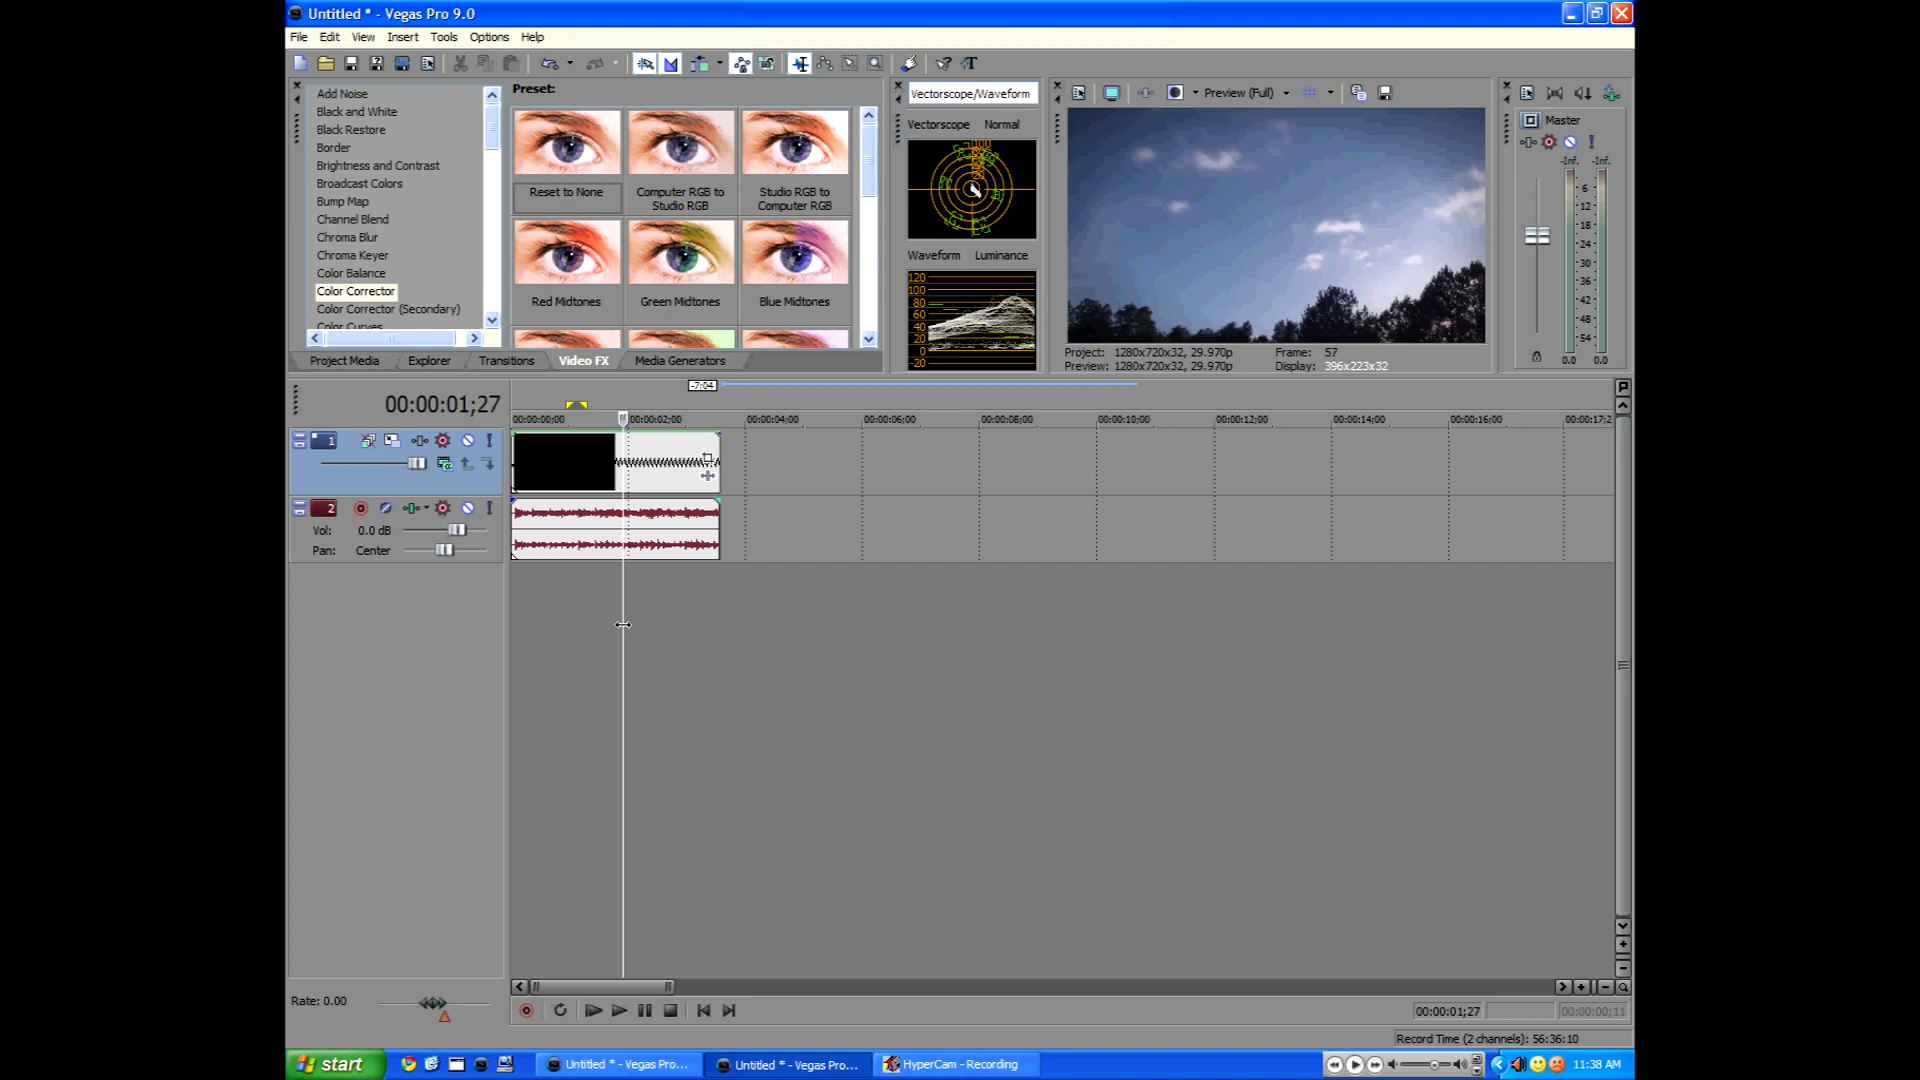 Untitled * - Vegas Pro 9.0
File Edit View Insert Tools Options Help
Add Noise
Black and White
Black Restore
Border
Brightness and Contrast
Broadcast Colors
Bump Map
Channel Blend
Chroma Blur
Chroma Keyer
Color Balance
Color Corrector
Color Corrector (Secondary)
Color Curves
Preset:
Reset to None
Computer RGB to Studio RGB
Studio RGB to Computer RGB
Red Midtones
Green Midtones
Blue Midtones
Project Media Explorer Transitions Video FX Media Generators
Vectorscope/Waveform
Vectorscope Normal
Waveform Luminance
120
100
80
60
40
20
0
-20
Preview (Full)
Project: 1280x720x32, 29.970p Frame: 57
Preview: 1280x720x32, 29.970p Display: 396x223x32
Master
-Inf. -Inf.
6
12
18
24
30
36
42
48
54
0.0 0.0
-7:04
00:00:01;27
00:00:00;00 00:00:02;00 00:00:04;00 00:00:06;00 00:00:08;00 00:00:10;00 00:00:12;00 00:00:14;00 00:00:16;00 00:00:17;2
1
2
Vol: 0.0 dB
Pan: Center
Rate: 0.00
00:00:01;27 00:00:00;11
Record Time (2 channels): 56:36:10
start Untitled * - Vegas Pro... Untitled * - Vegas Pro... HyperCam - Recording 11:38 AM